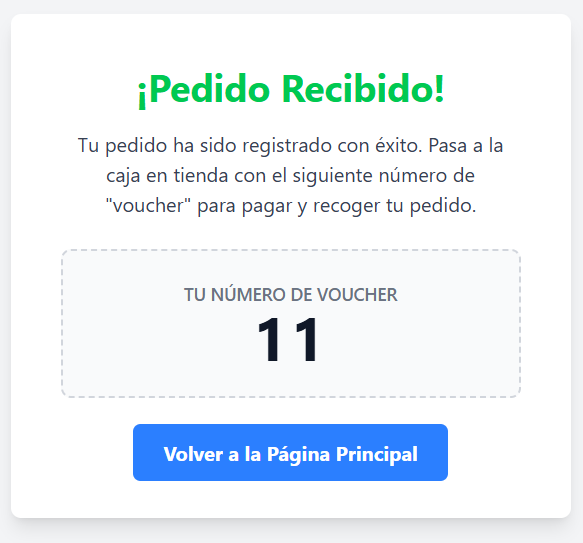 ¡Pedido Recibido!
Tu pedido ha sido registrado con éxito. Pasa a la
caja en tienda con el siguiente número de
"voucher" para pagar y recoger tu pedido.
TU NÚMERO DE VOUCHER
11
Volver a la Página Principal